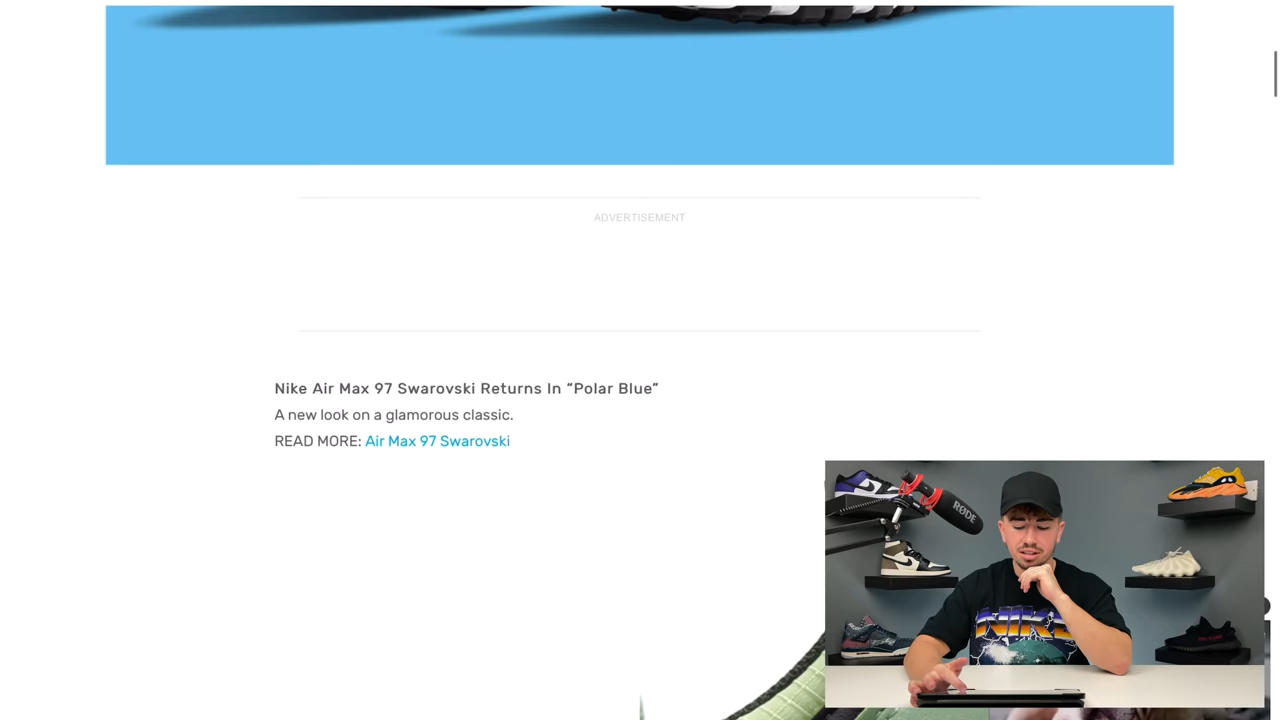 ADVERTISEMENT
Nike Air Max 97 Swarovski Returns In “Polar Blue”
A new look on a glamorous classic.
READ MORE: Air Max 97 Swarovski
RØDE
NIKE